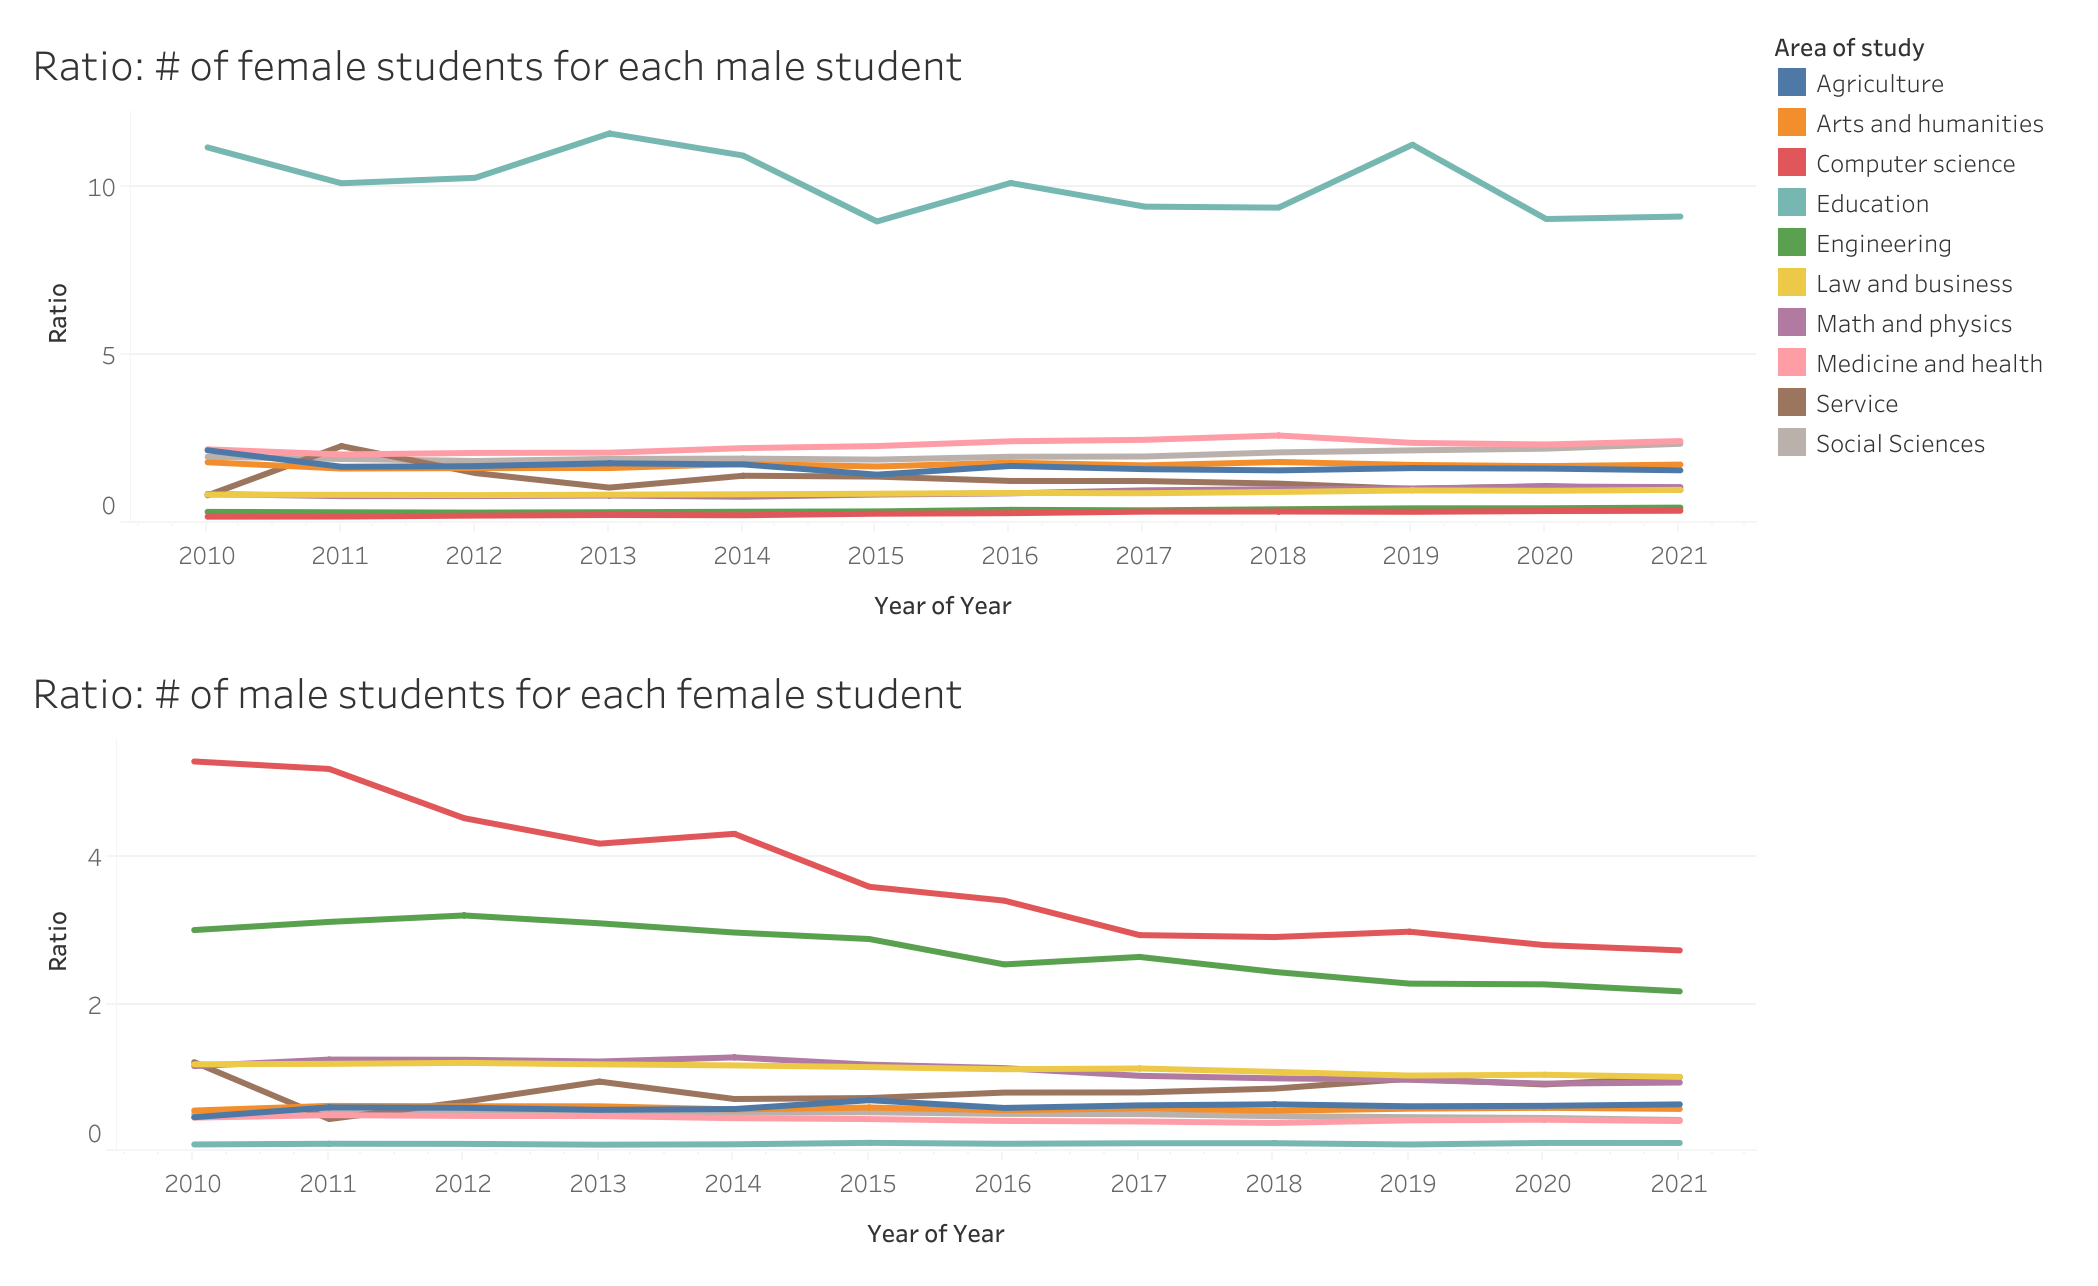 Ratio: # of female students for each male student
10
5
0
Ratio
2010 2011 2012 2013 2014 2015 2016 2017 2018 2019 2020 2021
Year of Year
Area of study
Agriculture
Arts and humanities
Computer science
Education
Engineering
Law and business
Math and physics
Medicine and health
Service
Social Sciences
Ratio: # of male students for each female student
4
2
0
Ratio
2010 2011 2012 2013 2014 2015 2016 2017 2018 2019 2020 2021
Year of Year